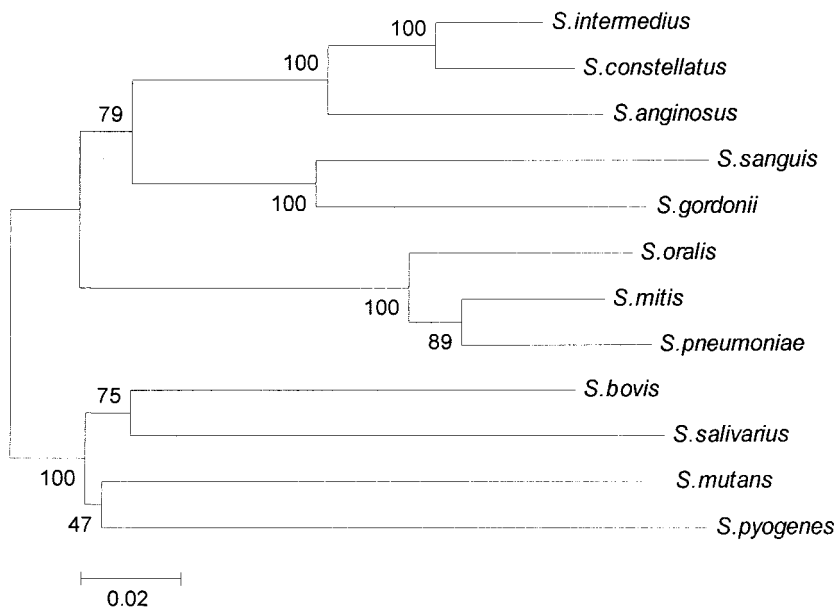 100
S.intermedius
100
S.constellatus
79
S.anginosus
S.sanguis
100
S.gordonii
S.oralis
100
S.mitis
89
S.pneumoniae
75
S.bovis
S.salivarius
100
S.mutans
47
S.pyogenes
0.02